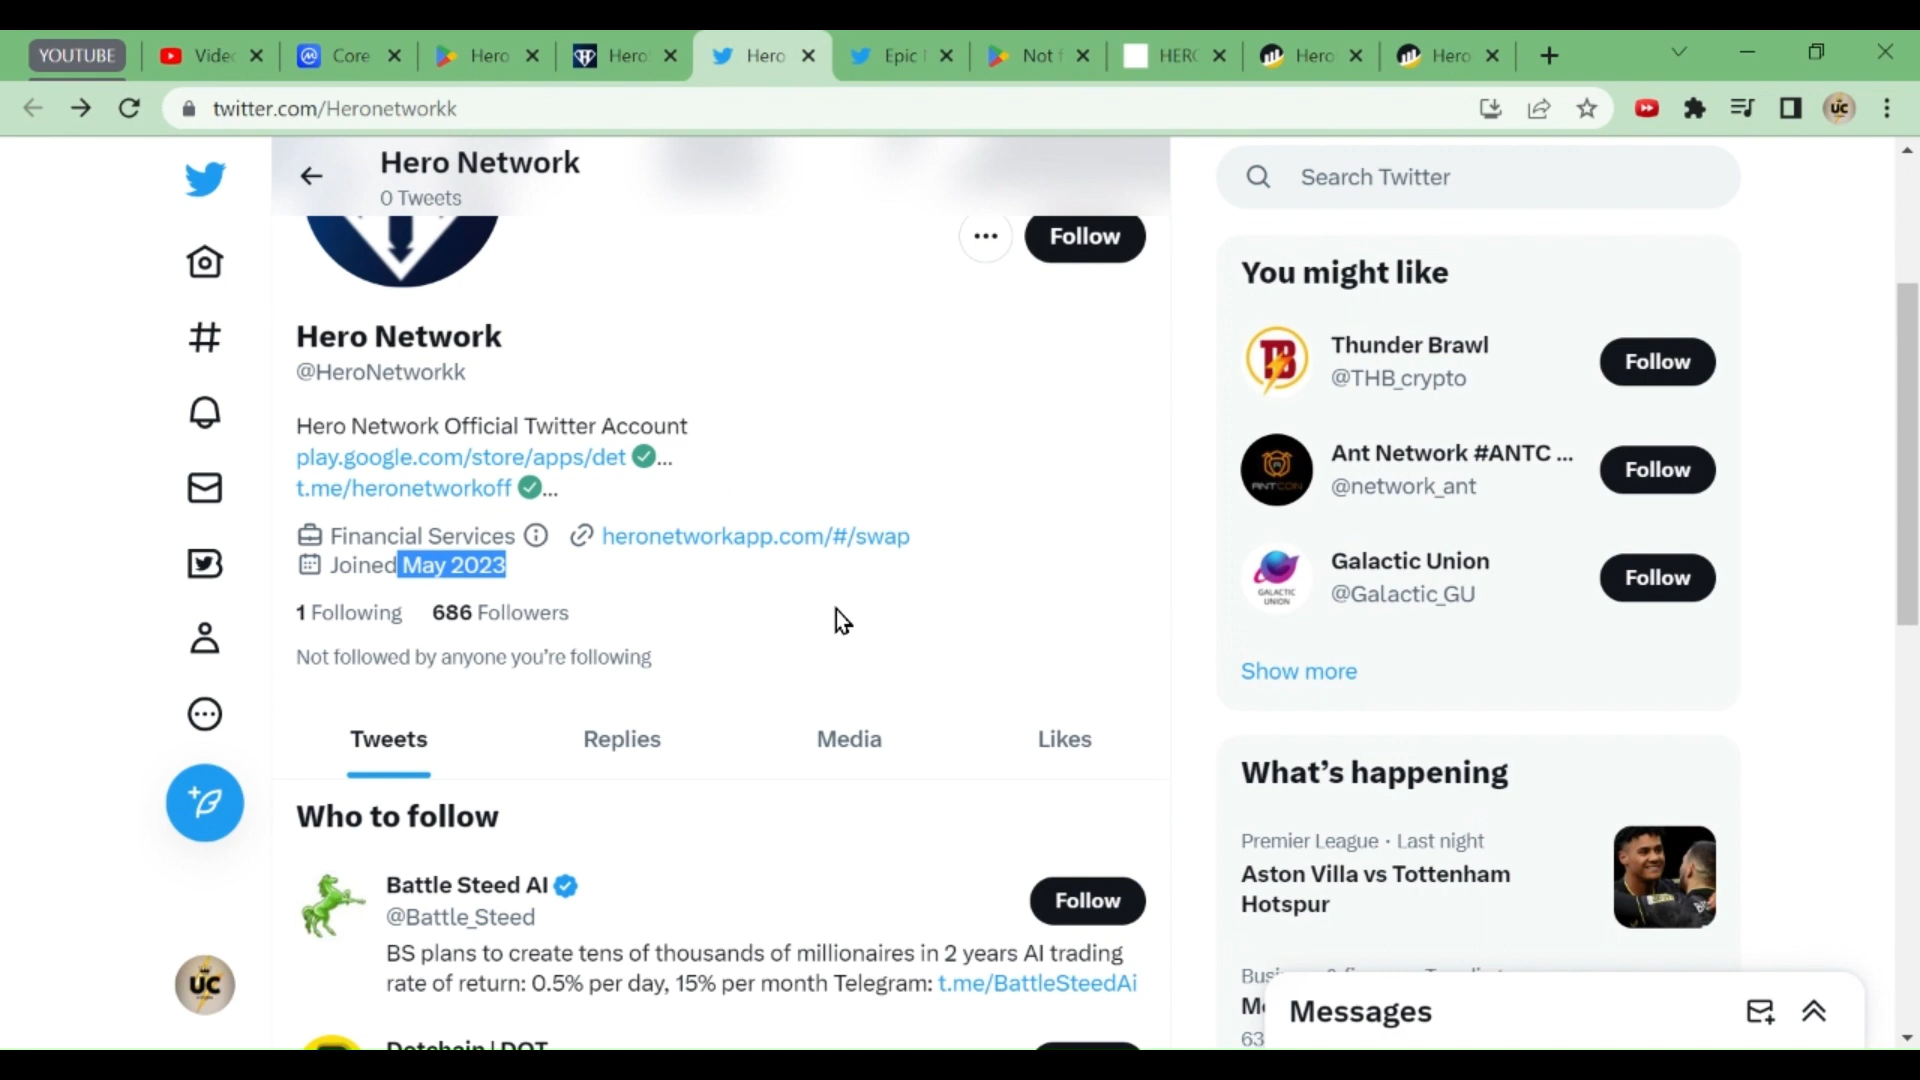 YOUTUBE
Video
Core
Hero
Hero
Hero
Epic
Not f
HERO
Hero
Hero
twitter.com/Heronetworkk
UC
Hero Network
0 Tweets
Follow
Hero Network
@HeroNetworkk
Hero Network Official Twitter Account
play.google.com/store/apps/det ...
t.me/heronetworkoff ...
Financial Services heronetworkapp.com/#/swap
Joined May 2023
1 Following 686 Followers
Not followed by anyone you're following
Tweets Replies Media Likes
Who to follow
Battle Steed AI
@Battle_Steed
Follow
BS plans to create tens of thousands of millionaires in 2 years AI trading
rate of return: 0.5% per day, 15% per month Telegram: t.me/BattleSteedAi
UC
Search Twitter
You might like
Thunder Brawl
@THB_crypto
Follow
ANTCOIN
Ant Network #ANTC ...
@network_ant
Follow
GALACTIC
UNION
Galactic Union
@Galactic_GU
Follow
Show more
What's happening
Premier League · Last night
Aston Villa vs Tottenham
Hotspur
Messages
63